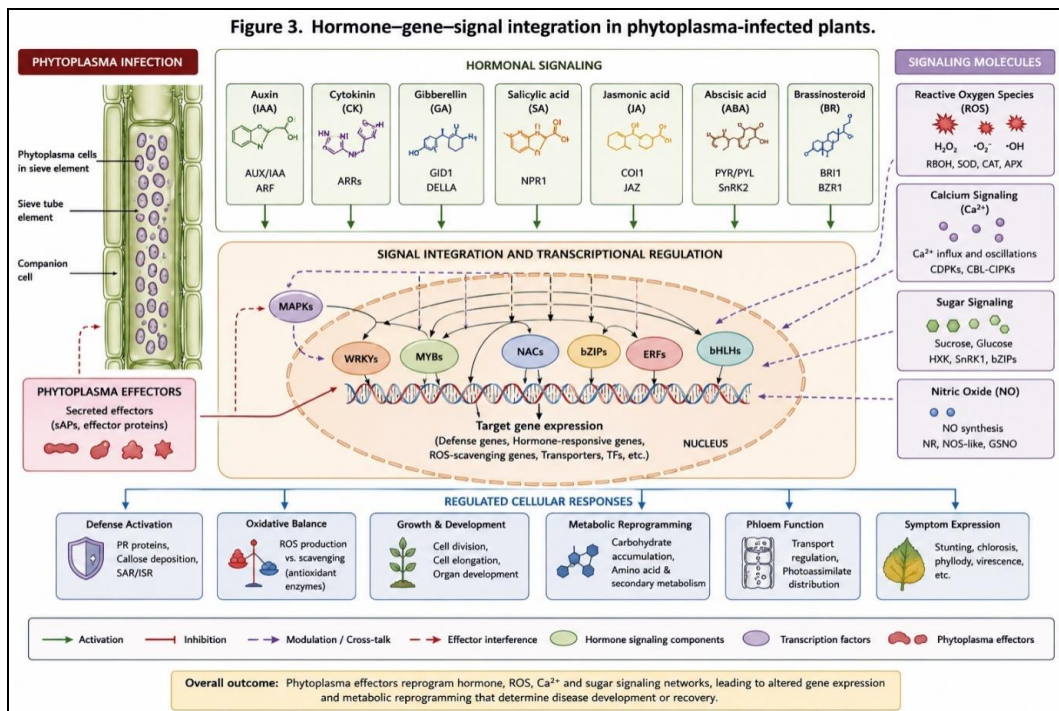 Figure 3. Hormone–gene–signal integration in phytoplasma-infected plants.
PHYTOPLASMA INFECTION
Phytoplasma cells
in sieve element
Sieve tube
element
Companion
cell
PHYTOPLASMA EFFECTORS
Secreted effectors
(sAPs, effector proteins)
HORMONAL SIGNALING
Auxin
(IAA)
AUX/IAA
ARF
Cytokinin
(CK)
ARRs
Gibberellin
(GA)
GID1
DELLA
Salicylic acid
(SA)
NPR1
Jasmonic acid
(JA)
COI1
JAZ
Abscisic acid
(ABA)
PYR/PYL
SnRK2
Brassinosteroid
(BR)
BRI1
BZR1
SIGNAL INTEGRATION AND TRANSCRIPTIONAL REGULATION
MAPKs
WRKYs
MYBs
NACs
bZIPs
ERFs
bHLHs
Target gene expression
(Defense genes, Hormone-responsive genes,
ROS-scavenging genes, Transporters, TFs, etc.)
NUCLEUS
SIGNALING MOLECULES
Reactive Oxygen Species
(ROS)
H₂O₂ ·O₂⁻ ·OH
RBOH, SOD, CAT, APX
Calcium Signaling
(Ca²⁺)
Ca²⁺ influx and oscillations
CDPKs, CBL-CIPKs
Sugar Signaling
Sucrose, Glucose
HXK, SnRK1, bZIPs
Nitric Oxide (NO)
NO synthesis
NR, NOS-like, GSNO
REGULATED CELLULAR RESPONSES
Defense Activation
PR proteins,
Callose deposition,
SAR/ISR
Oxidative Balance
ROS production
vs. scavenging
(antioxidant
enzymes)
Growth & Development
Cell division,
Cell elongation,
Organ development
Metabolic Reprogramming
Carbohydrate
accumulation,
Amino acid &
secondary metabolism
Phloem Function
Transport
regulation,
Photoassimilate
distribution
Symptom Expression
Stunting, chlorosis,
phyllody, virescence,
etc.
Activation
Inhibition
Modulation / Cross-talk
Effector interference
Hormone signaling components
Transcription factors
Phytoplasma effectors
Overall outcome: Phytoplasma effectors reprogram hormone, ROS, Ca²⁺ and sugar signaling networks, leading to altered gene expression
and metabolic reprogramming that determine disease development or recovery.